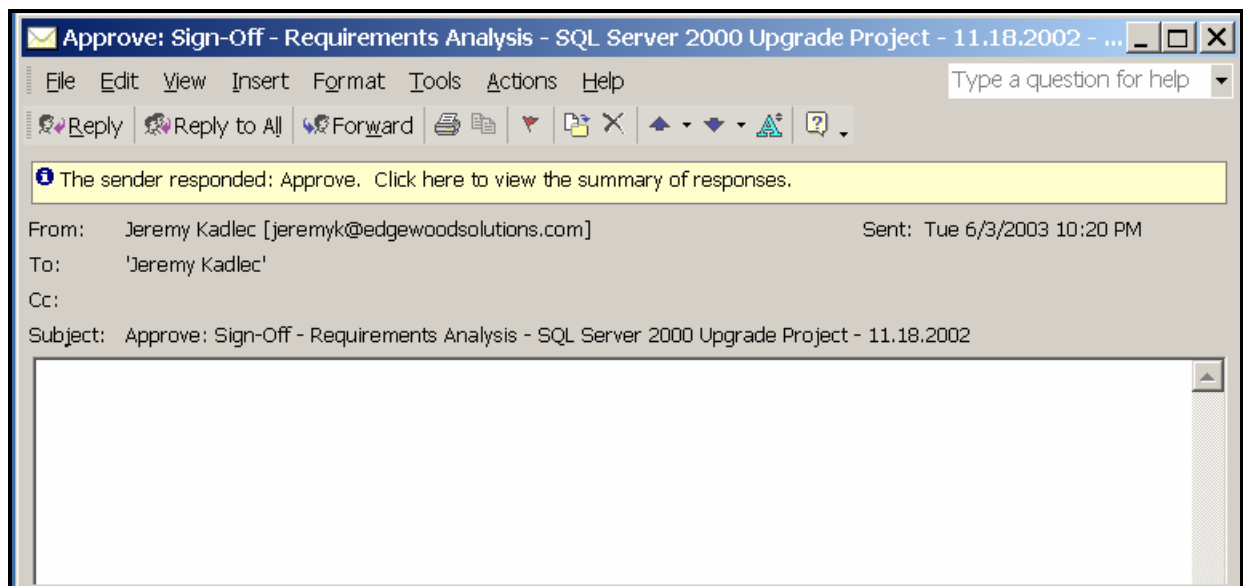 Approve: Sign-Off - Requirements Analysis - SQL Server 2000 Upgrade Project - 11.18.2002 - ...
File Edit View Insert Format Tools Actions Help Type a question for help
Reply Reply to All Forward
The sender responded: Approve. Click here to view the summary of responses.
From: Jeremy Kadlec [jeremyk@edgewoodsolutions.com] Sent: Tue 6/3/2003 10:20 PM
To: 'Jeremy Kadlec'
Cc:
Subject: Approve: Sign-Off - Requirements Analysis - SQL Server 2000 Upgrade Project - 11.18.2002